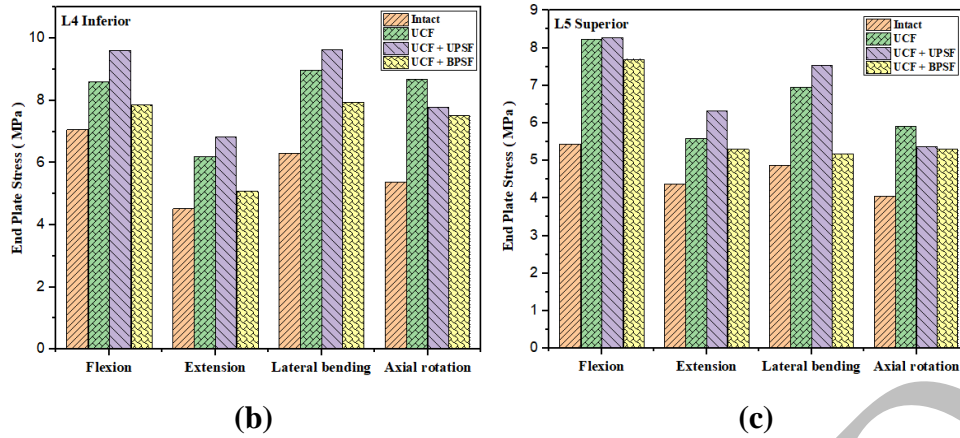 L4 Inferior
Intact
UCF
UCF + UPSF
UCF + BPSF
End Plate Stress ( MPa )
10
8
6
4
2
0
Flexion
Extension
Lateral bending
Axial rotation
(b)
L5 Superior
Intact
UCF
UCF + UPSF
UCF + BPSF
End Plate Stress ( MPa )
9
8
7
6
5
4
3
2
1
0
Flexion
Extension
Lateral bending
Axial rotation
(c)